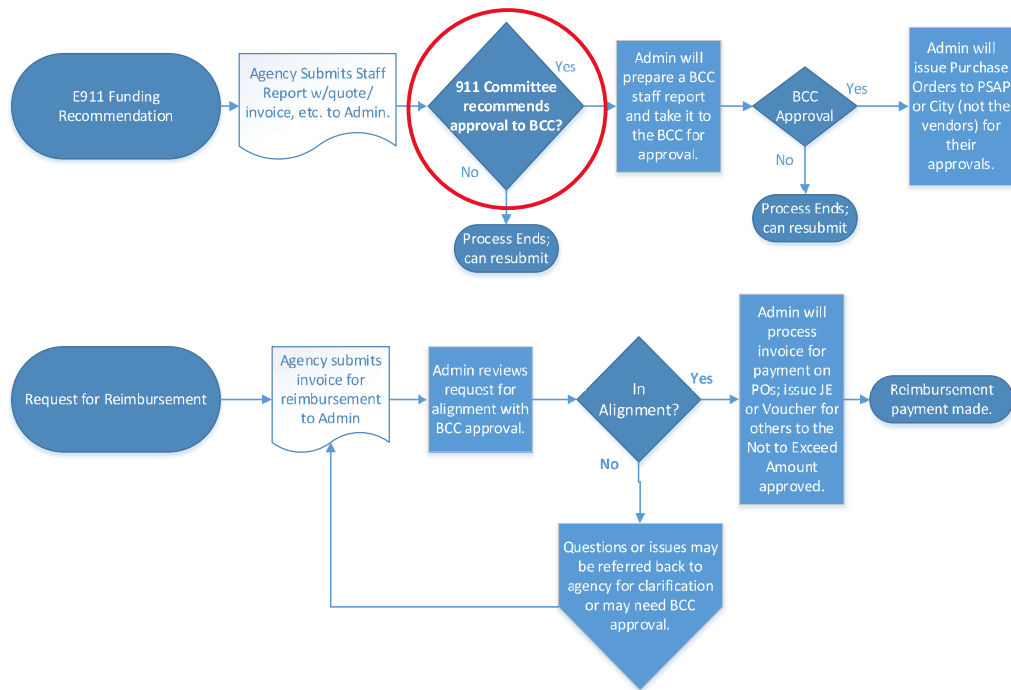 E911 Funding
Recommendation
Agency Submits Staff
Report w/quote/
invoice, etc. to Admin.
911 Committee
recommends
approval to BCC?
Yes
No
Process Ends;
can resubmit
Admin will
prepare a BCC
staff report
and take it to
the BCC for
approval.
BCC
Approval
Yes
No
Process Ends;
can resubmit
Admin will
issue Purchase
Orders to PSAP
or City (not the
vendors) for
their
approvals.
Request for Reimbursement
Agency submits
invoice for
reimbursement
to Admin
Admin reviews
request for
alignment with
BCC approval.
In
Alignment?
Yes
No
Admin will
process
invoice for
payment on
POs; issue JE
or Voucher for
others to the
Not to Exceed
Amount
approved.
Reimbursement
payment made.
Questions or issues may
be referred back to
agency for clarification
or may need BCC
approval.